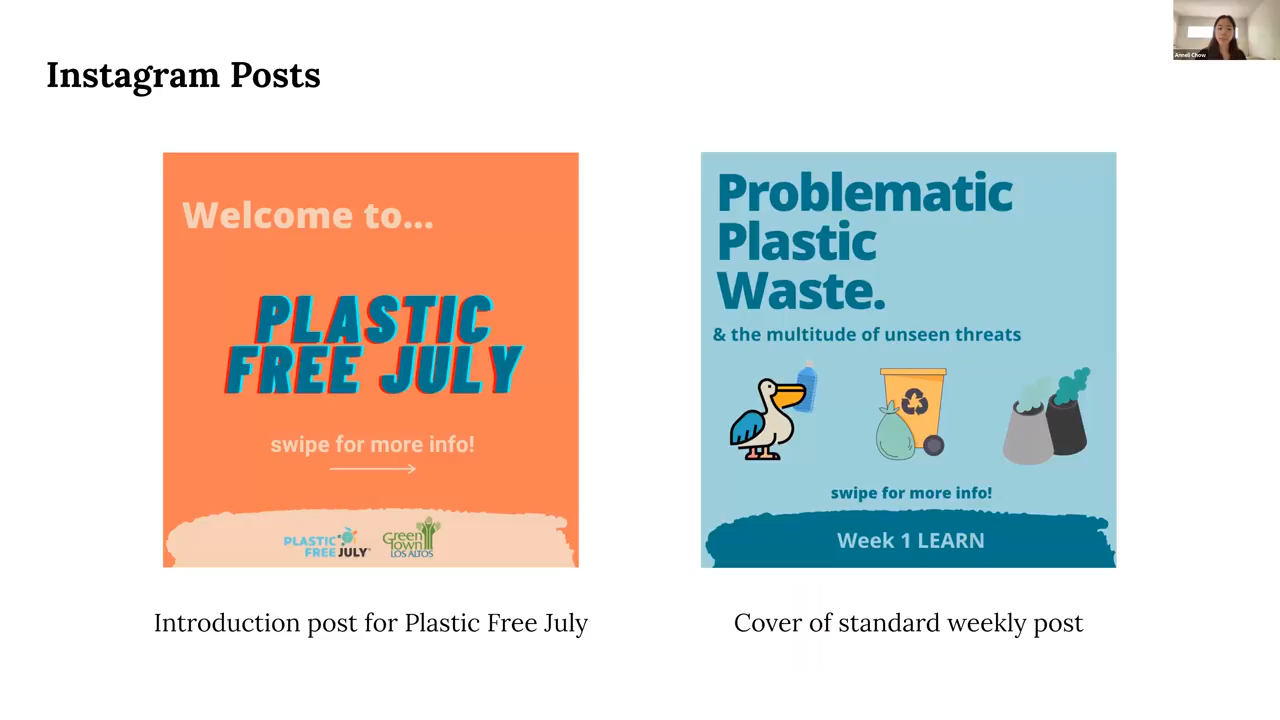 Instagram Posts
Anneli Chow
Welcome to...
PLASTIC
FREE JULY
swipe for more info!
PLASTIC
FREE JULY
Green
Town
LOS ALTOS
Introduction post for Plastic Free July
Problematic
Plastic
Waste.
& the multitude of unseen threats
swipe for more info!
Week 1 LEARN
Cover of standard weekly post